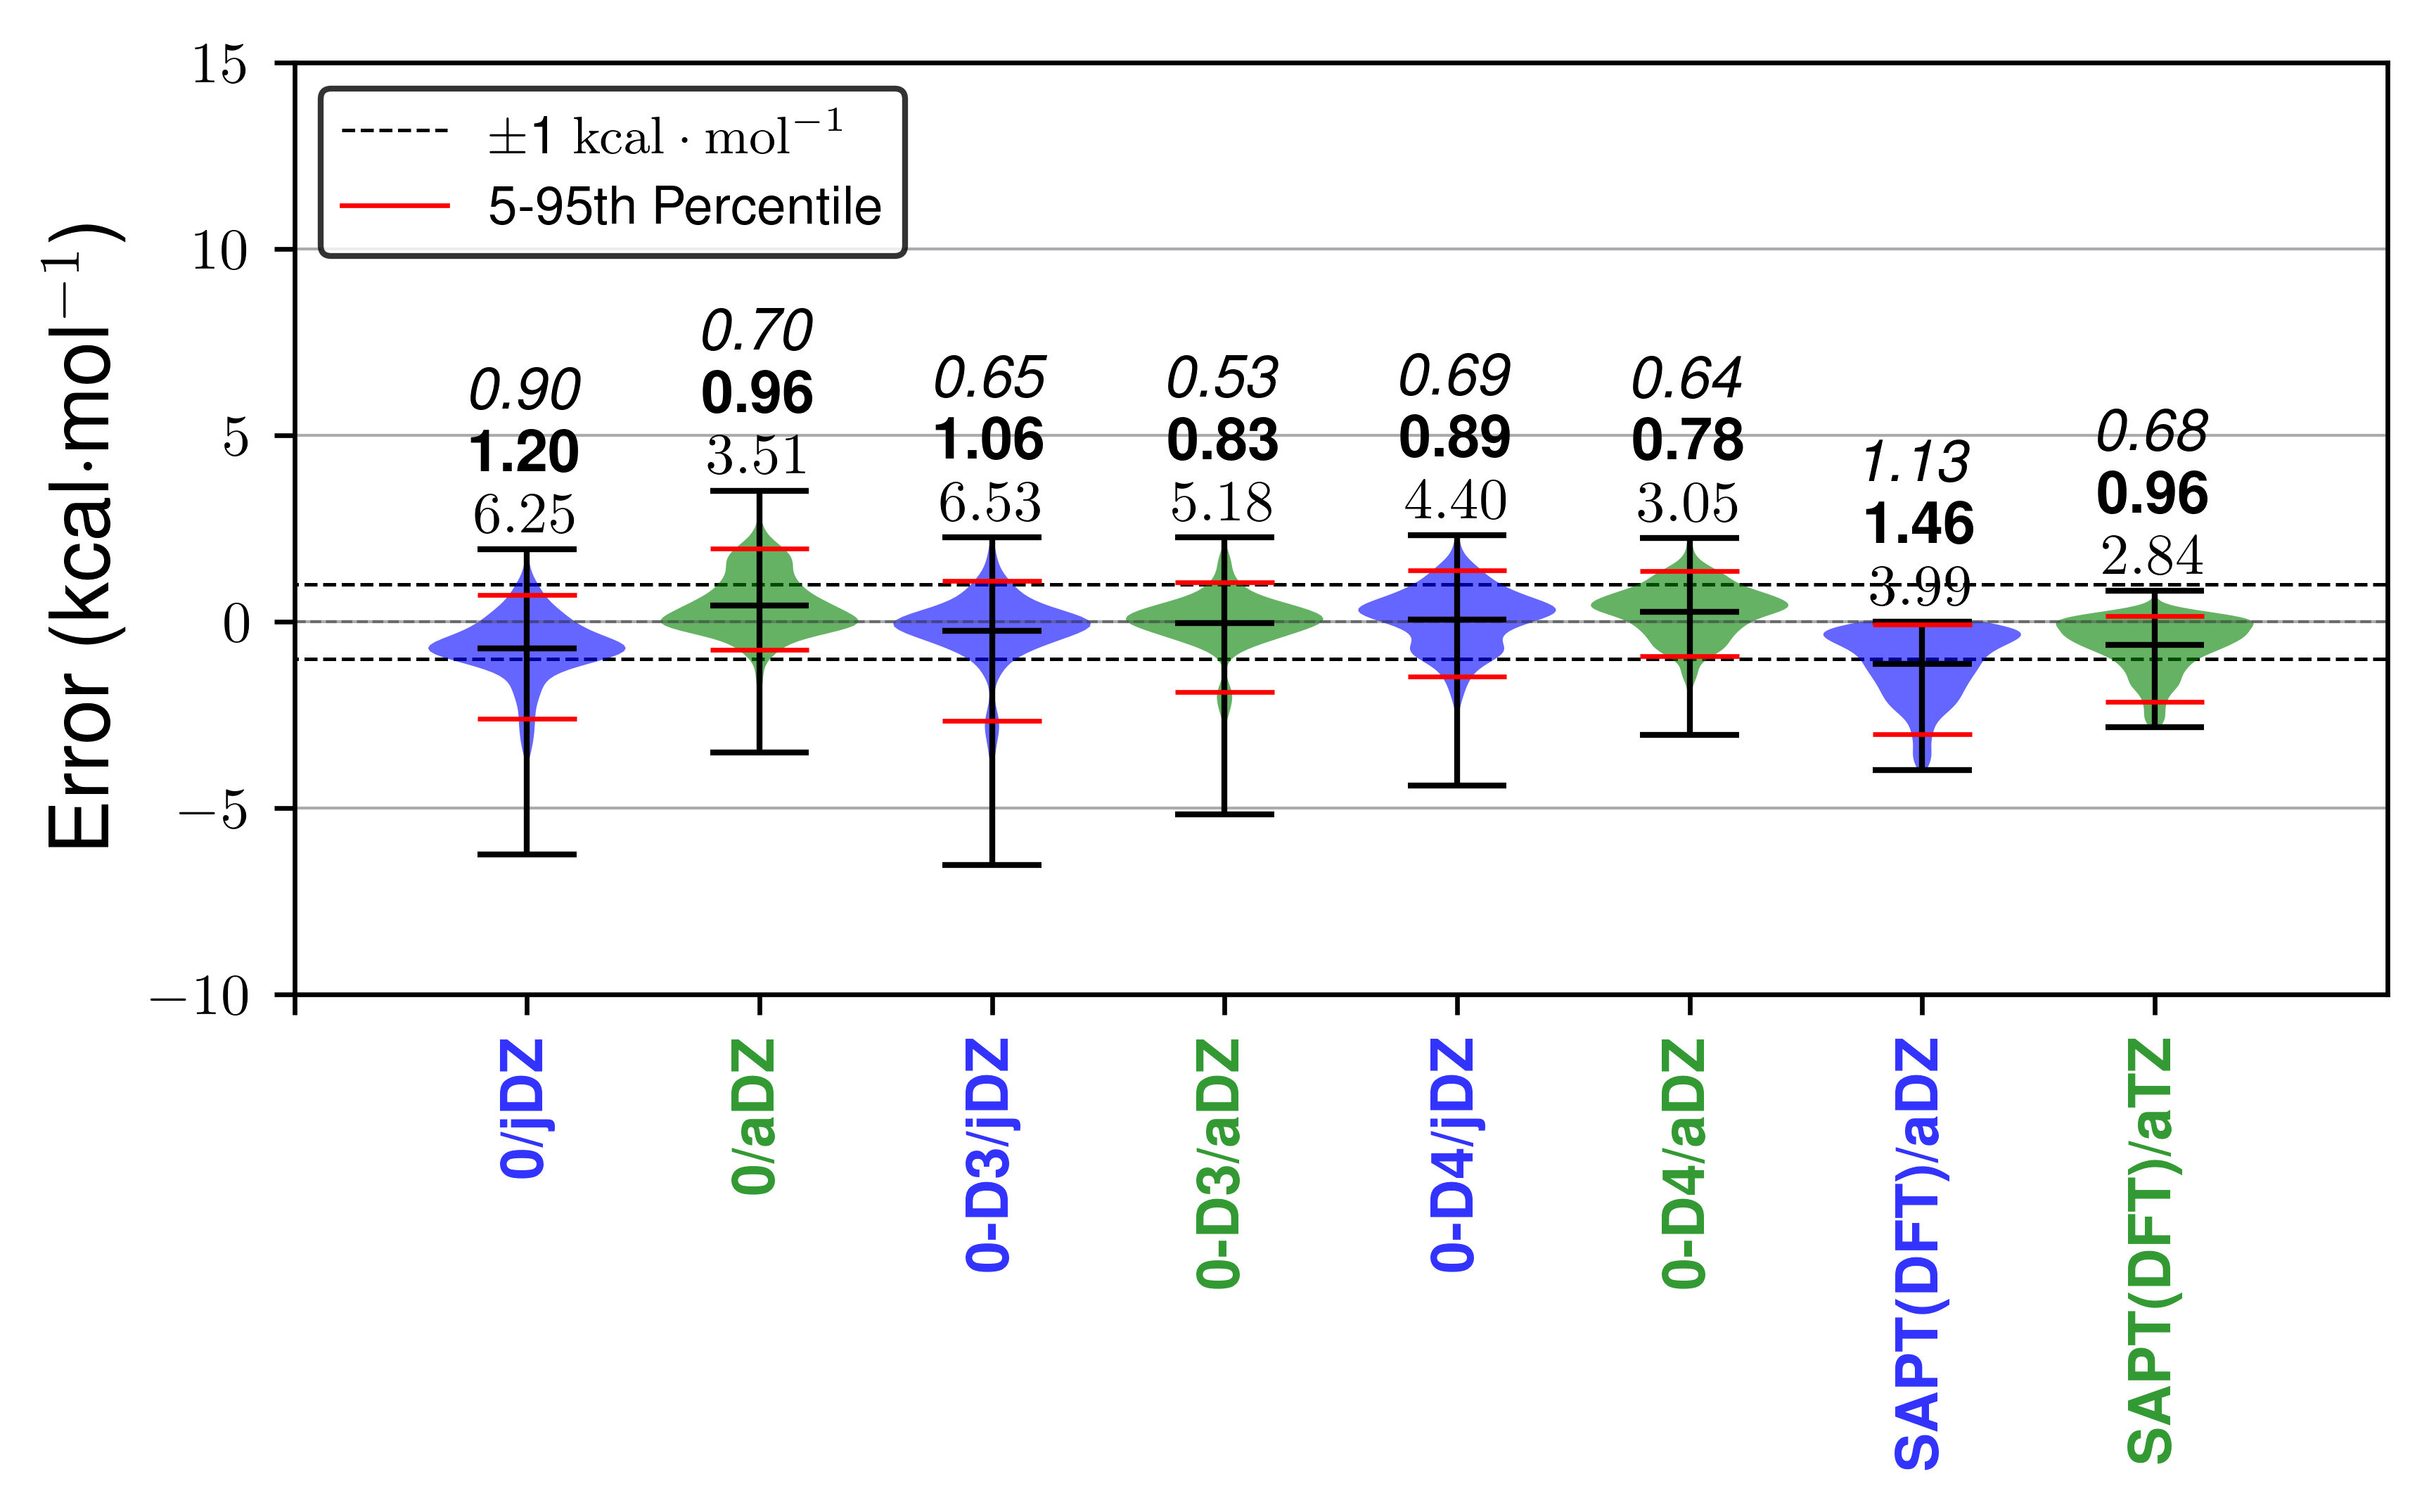 Error (kcal·mol⁻¹)
15
10
5
0
−5
−10
±1 kcal · mol⁻¹
5-95th Percentile
0.90
1.20
6.25
0.70
0.96
3.51
0.65
1.06
6.53
0.53
0.83
5.18
0.69
0.89
4.40
0.64
0.78
3.05
1.13
1.46
3.99
0.68
0.96
2.84
0/jDZ
0/aDZ
0-D3/jDZ
0-D3/aDZ
0-D4/jDZ
0-D4/aDZ
SAPT(DFT)/aDZ
SAPT(DFT)/aTZ